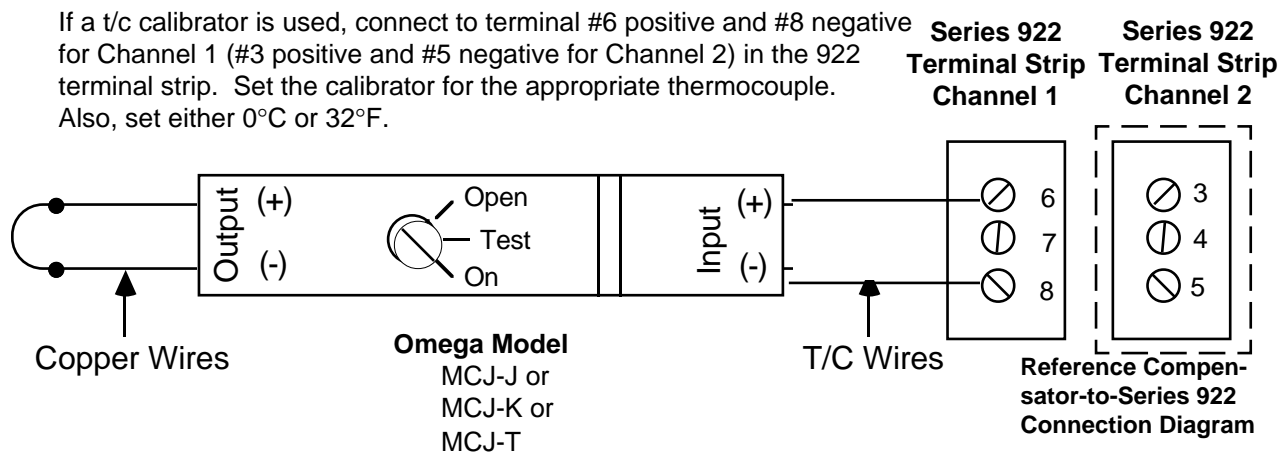 If a t/c calibrator is used, connect to terminal #6 positive and #8 negative
for Channel 1 (#3 positive and #5 negative for Channel 2) in the 922
terminal strip. Set the calibrator for the appropriate thermocouple.
Also, set either 0°C or 32°F.
Series 922
Terminal Strip
Channel 1
Series 922
Terminal Strip
Channel 2
Output
(+)
(-)
Open
Test
On
Input
(+)
(-)
6
7
8
3
4
5
Copper Wires
Omega Model
MCJ-J or
MCJ-K or
MCJ-T
T/C Wires
Reference Compen-
sator-to-Series 922
Connection Diagram